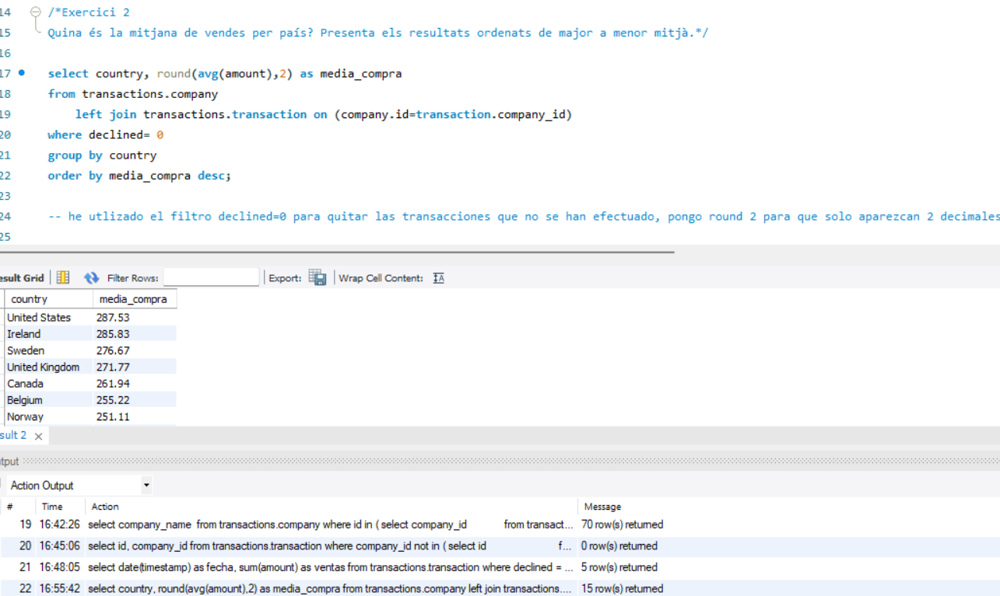 14 /*Exercici 2
15 Quina és la mitjana de vendes per país? Presenta els resultats ordenats de major a menor mitjà.*/
16
17 select country, round(avg(amount),2) as media_compra
18 from transactions.company
19 left join transactions.transaction on (company.id=transaction.company_id)
20 where declined= 0
21 group by country
22 order by media_compra desc;
23
24 -- he utlizado el filtro declined=0 para quitar las transacciones que no se han efectuado, pongo round 2 para que solo aparezcan 2 decimales
25
esult Grid Filter Rows: Export: Wrap Cell Content: IA
country media_compra
United States 287.53
Ireland 285.83
Sweden 276.67
United Kingdom 271.77
Canada 261.94
Belgium 255.22
Norway 251.11
sult 2 ×
utput
Action Output
# Time Action Message
19 16:42:26 select company_name from transactions.company where id in ( select company_id from transact... 70 row(s) returned
20 16:45:06 select id, company_id from transactions.transaction where company_id not in ( select id f... 0 row(s) returned
21 16:48:05 select date(timestamp) as fecha, sum(amount) as ventas from transactions.transaction where declined = ... 5 row(s) returned
22 16:55:42 select country, round(avg(amount),2) as media_compra from transactions.company left join transactions.... 15 row(s) returned